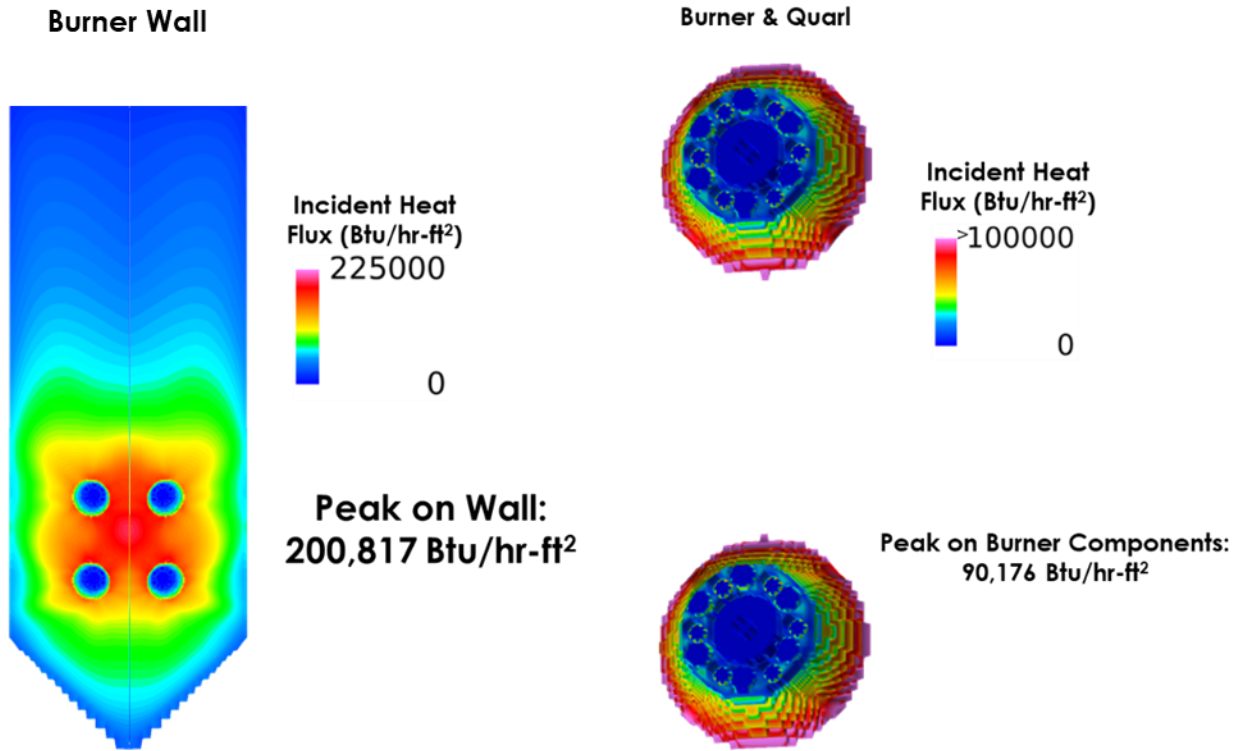 Burner Wall
Burner & Quarl
Incident Heat
Flux (Btu/hr-ft²)
225000
0
Incident Heat
Flux (Btu/hr-ft²)
>100000
0
Peak on Wall:
200,817 Btu/hr-ft²
Peak on Burner Components:
90,176 Btu/hr-ft²